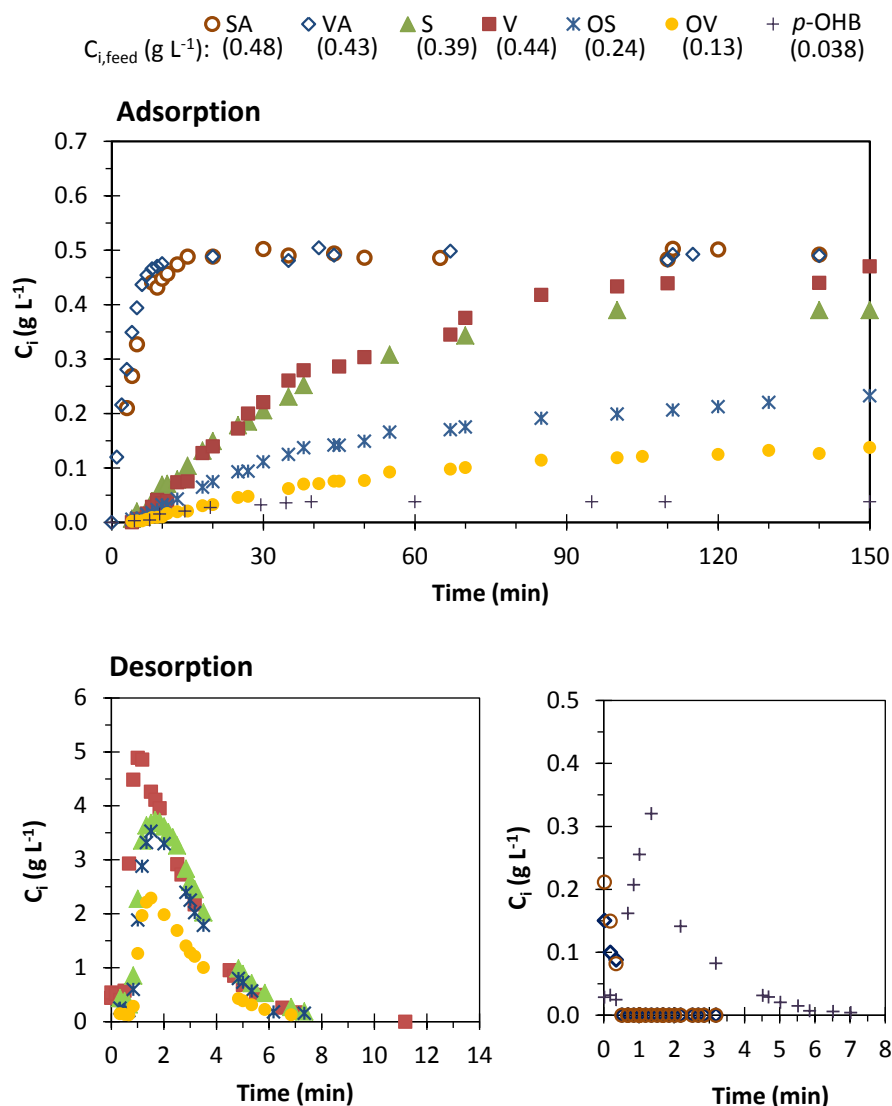 SA VA S V OS OV p-OHB
C_i,feed (g L⁻¹): (0.48) (0.43) (0.39) (0.44) (0.24) (0.13) (0.038)
Adsorption
0.7
0.6
0.5
0.4
0.3
0.2
0.1
0.0
C_i (g L⁻¹)
0 30 60 90 120 150
Time (min)
Desorption
6
5
4
3
2
1
0
C_i (g L⁻¹)
0 2 4 6 8 10 12 14
Time (min)
0.5
0.4
0.3
0.2
0.1
0.0
C_i (g L⁻¹)
0 1 2 3 4 5 6 7 8
Time (min)